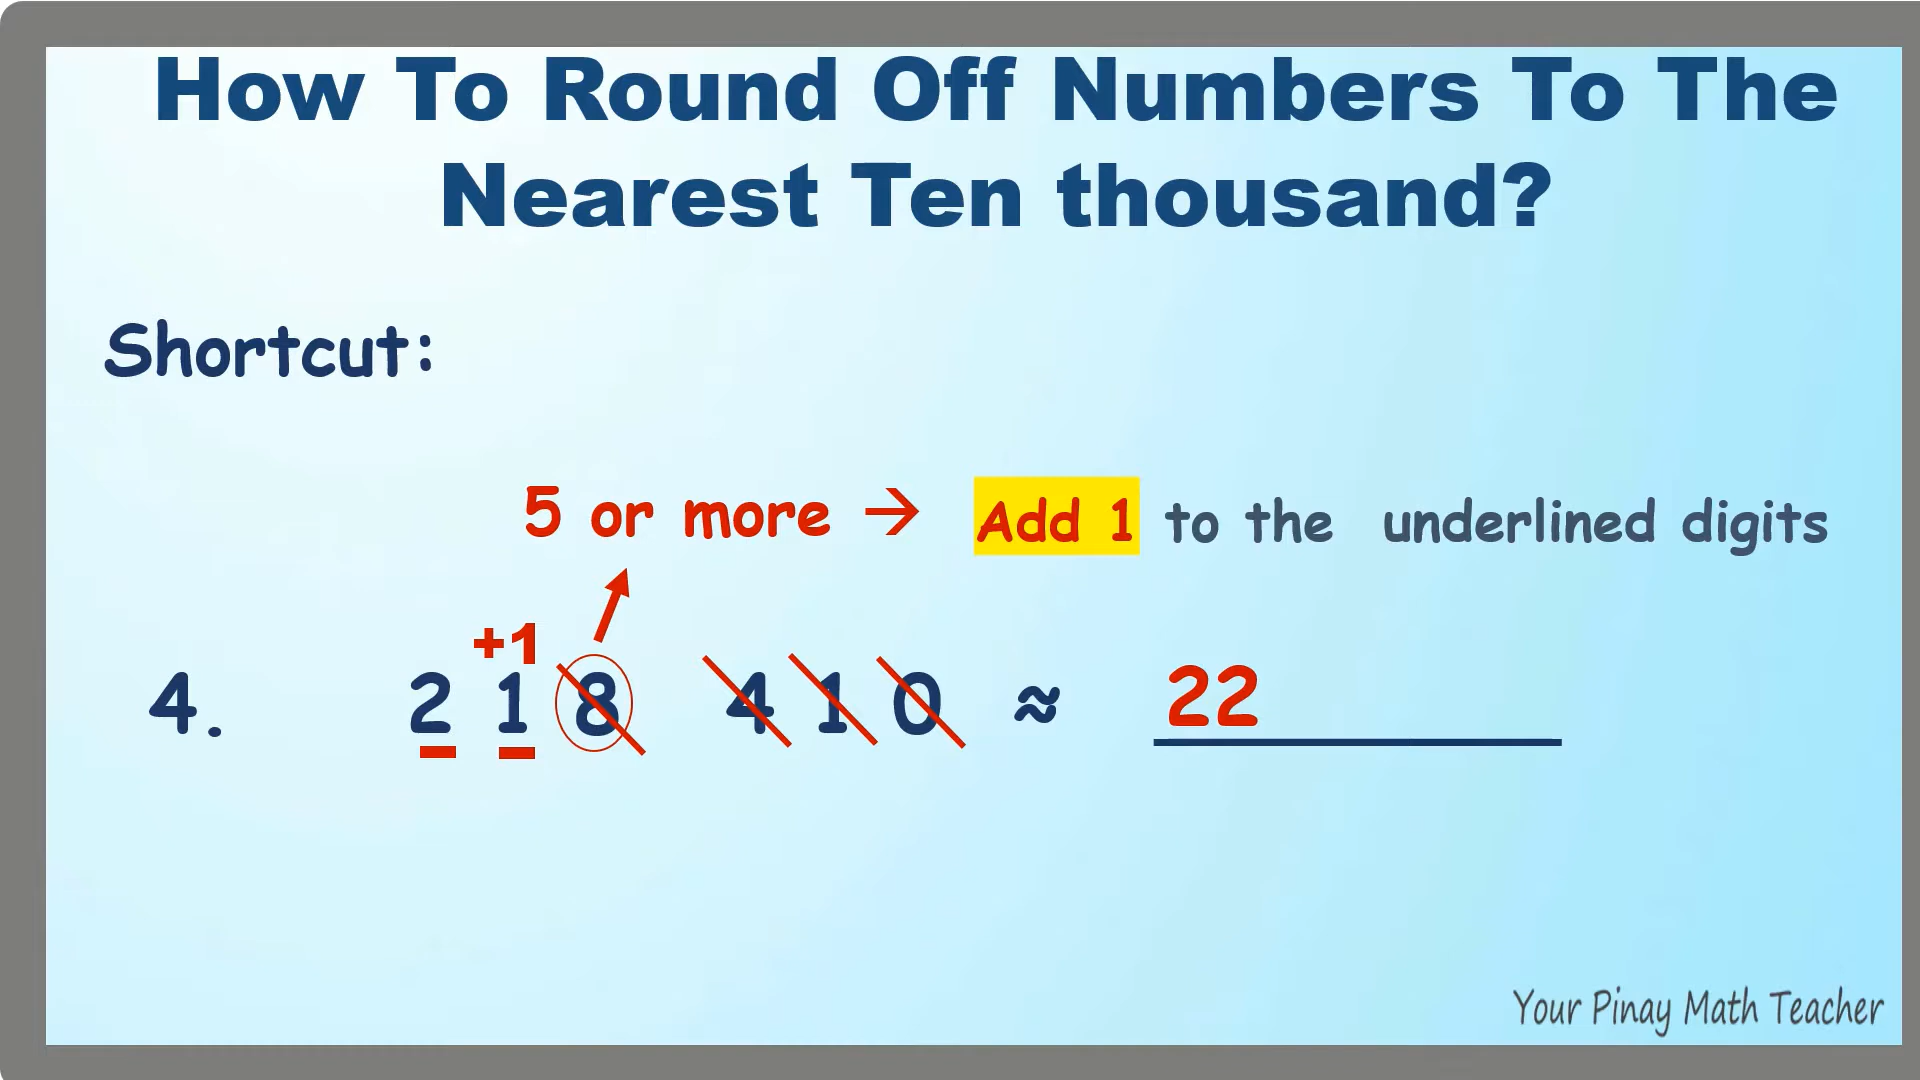 How To Round Off Numbers To The
Nearest Ten thousand?
Shortcut:
5 or more → Add 1 to the underlined digits
+1
4. 2 1 8 4 1 0 ≈ 22
Your Pinay Math Teacher